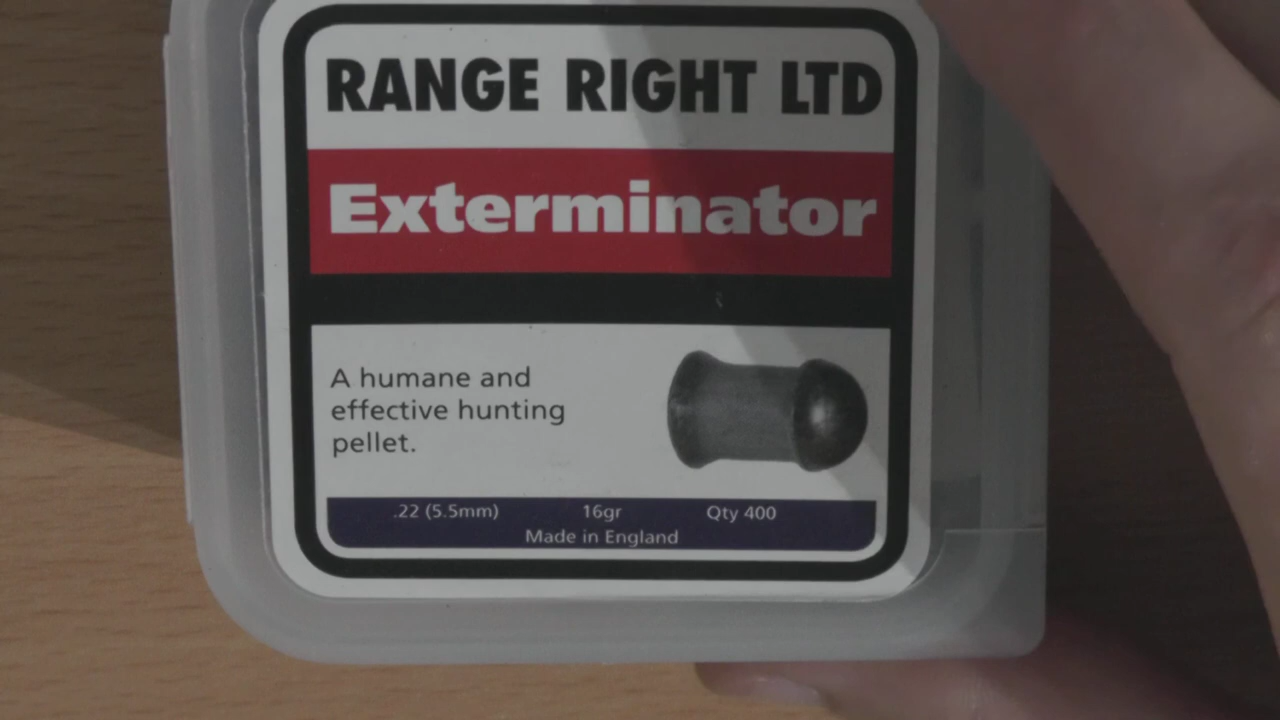 RANGE RIGHT LTD
Exterminator
A humane and
effective hunting
pellet.
.22 (5.5mm) 16gr Qty 400
Made in England